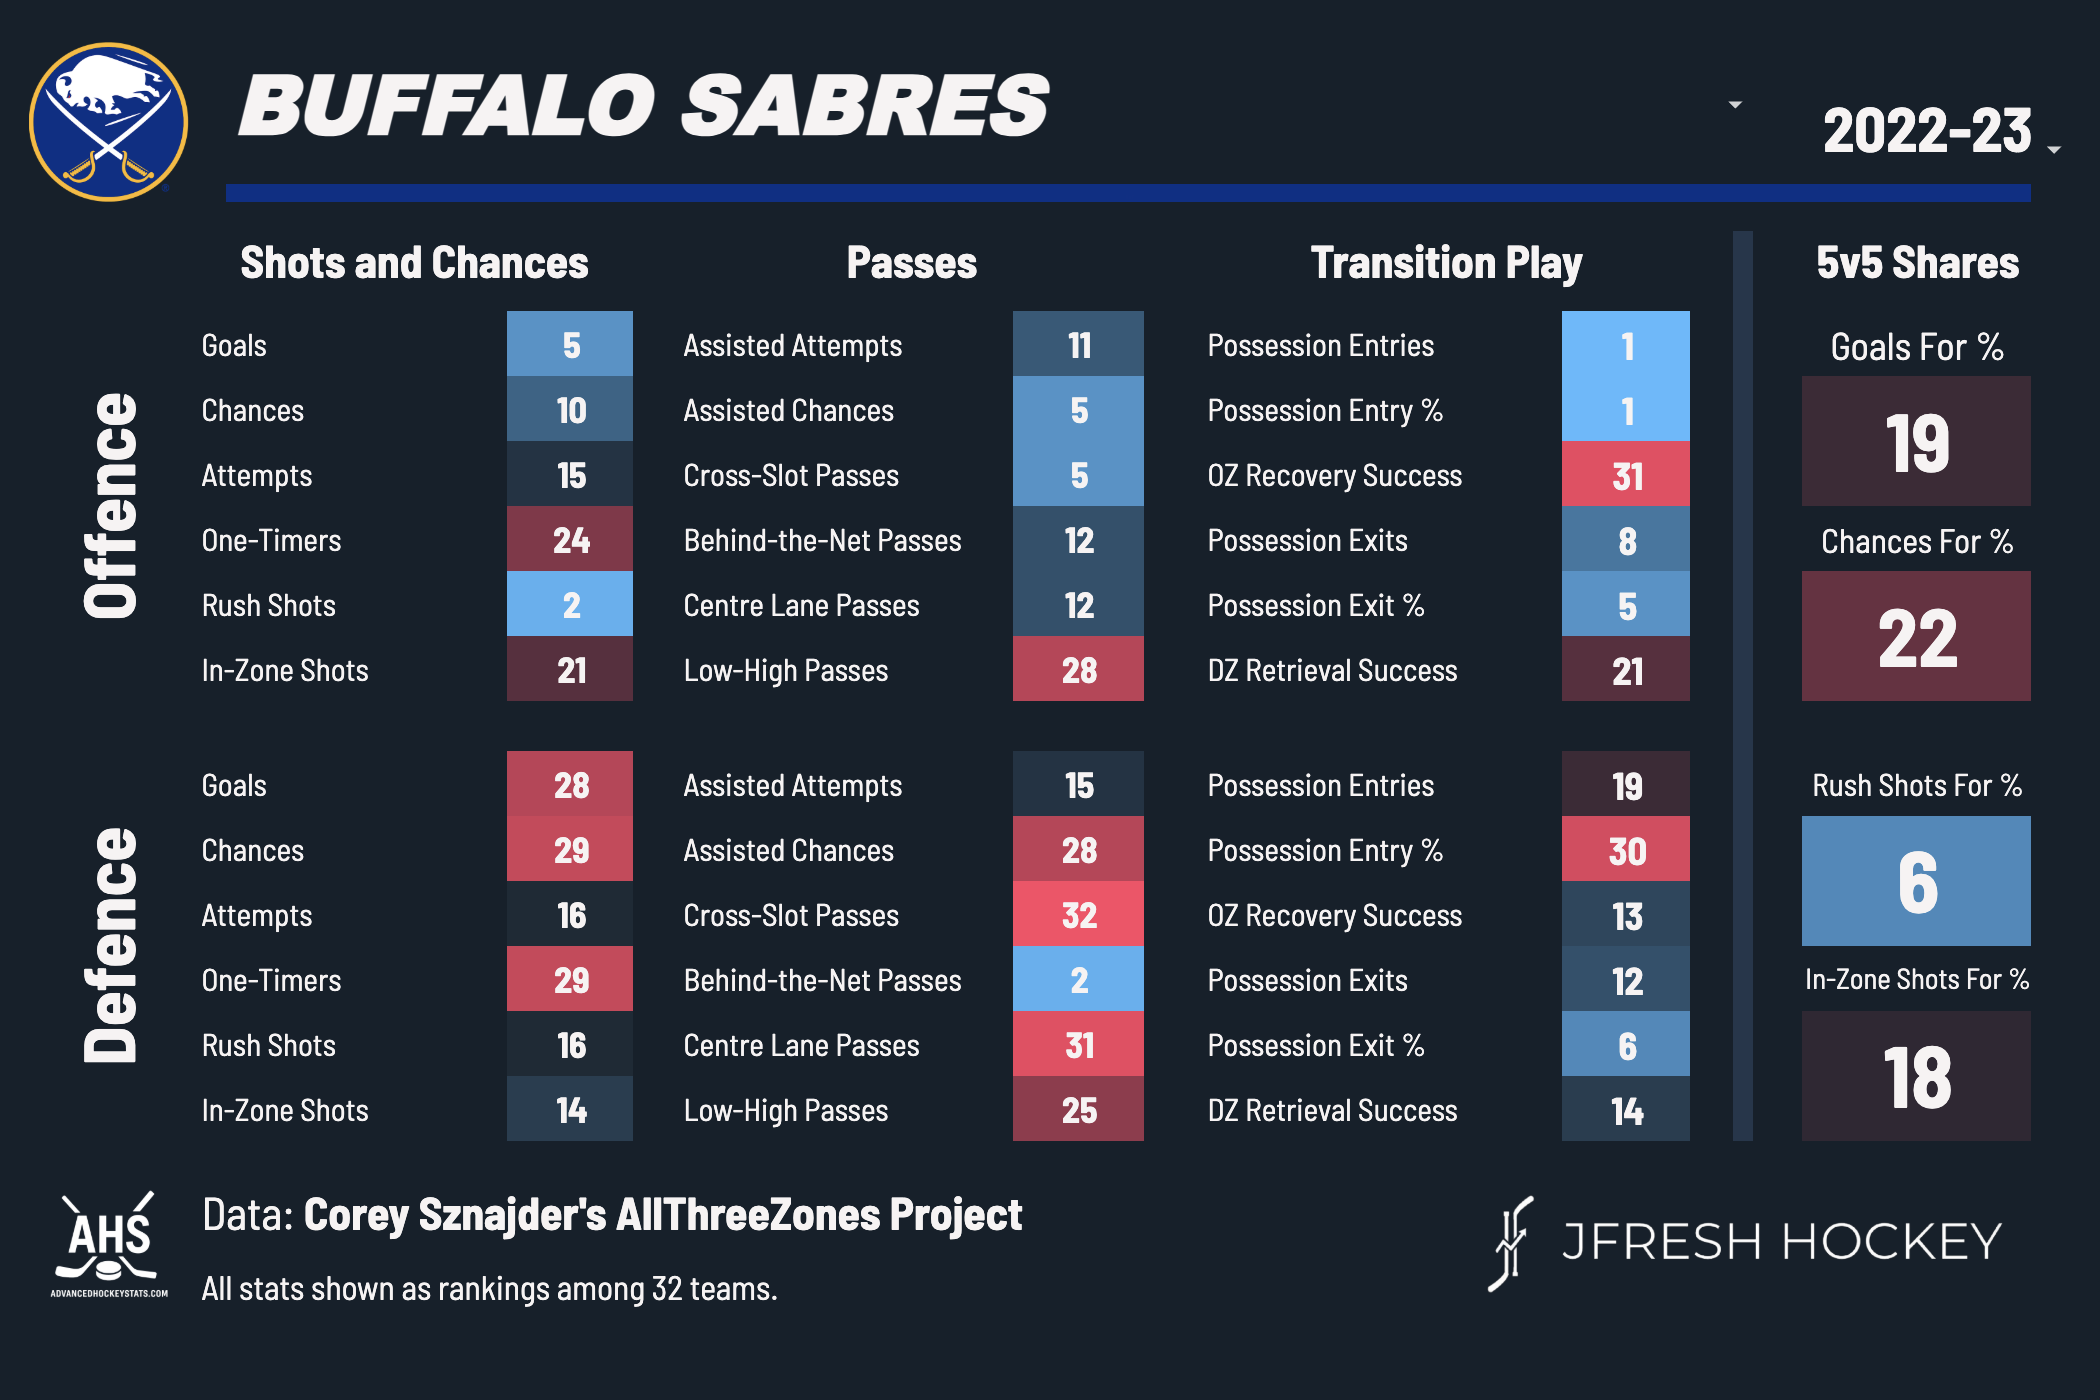 BUFFALO SABRES
2022-23
Shots and Chances
Passes
Transition Play
5v5 Shares
Offence
Goals 5
Chances 10
Attempts 15
One-Timers 24
Rush Shots 2
In-Zone Shots 21
Assisted Attempts 11
Assisted Chances 5
Cross-Slot Passes 5
Behind-the-Net Passes 12
Centre Lane Passes 12
Low-High Passes 28
Possession Entries 1
Possession Entry % 1
OZ Recovery Success 31
Possession Exits 8
Possession Exit % 5
DZ Retrieval Success 21
Goals For %
19
Chances For %
22
Defence
Goals 28
Chances 29
Attempts 16
One-Timers 29
Rush Shots 16
In-Zone Shots 14
Assisted Attempts 15
Assisted Chances 28
Cross-Slot Passes 32
Behind-the-Net Passes 2
Centre Lane Passes 31
Low-High Passes 25
Possession Entries 19
Possession Entry % 30
OZ Recovery Success 13
Possession Exits 12
Possession Exit % 6
DZ Retrieval Success 14
Rush Shots For %
6
In-Zone Shots For %
18
AHS
ADVANCEDHOCKEYSTATS.COM
Data: Corey Sznajder's AllThreeZones Project
All stats shown as rankings among 32 teams.
JFRESH HOCKEY